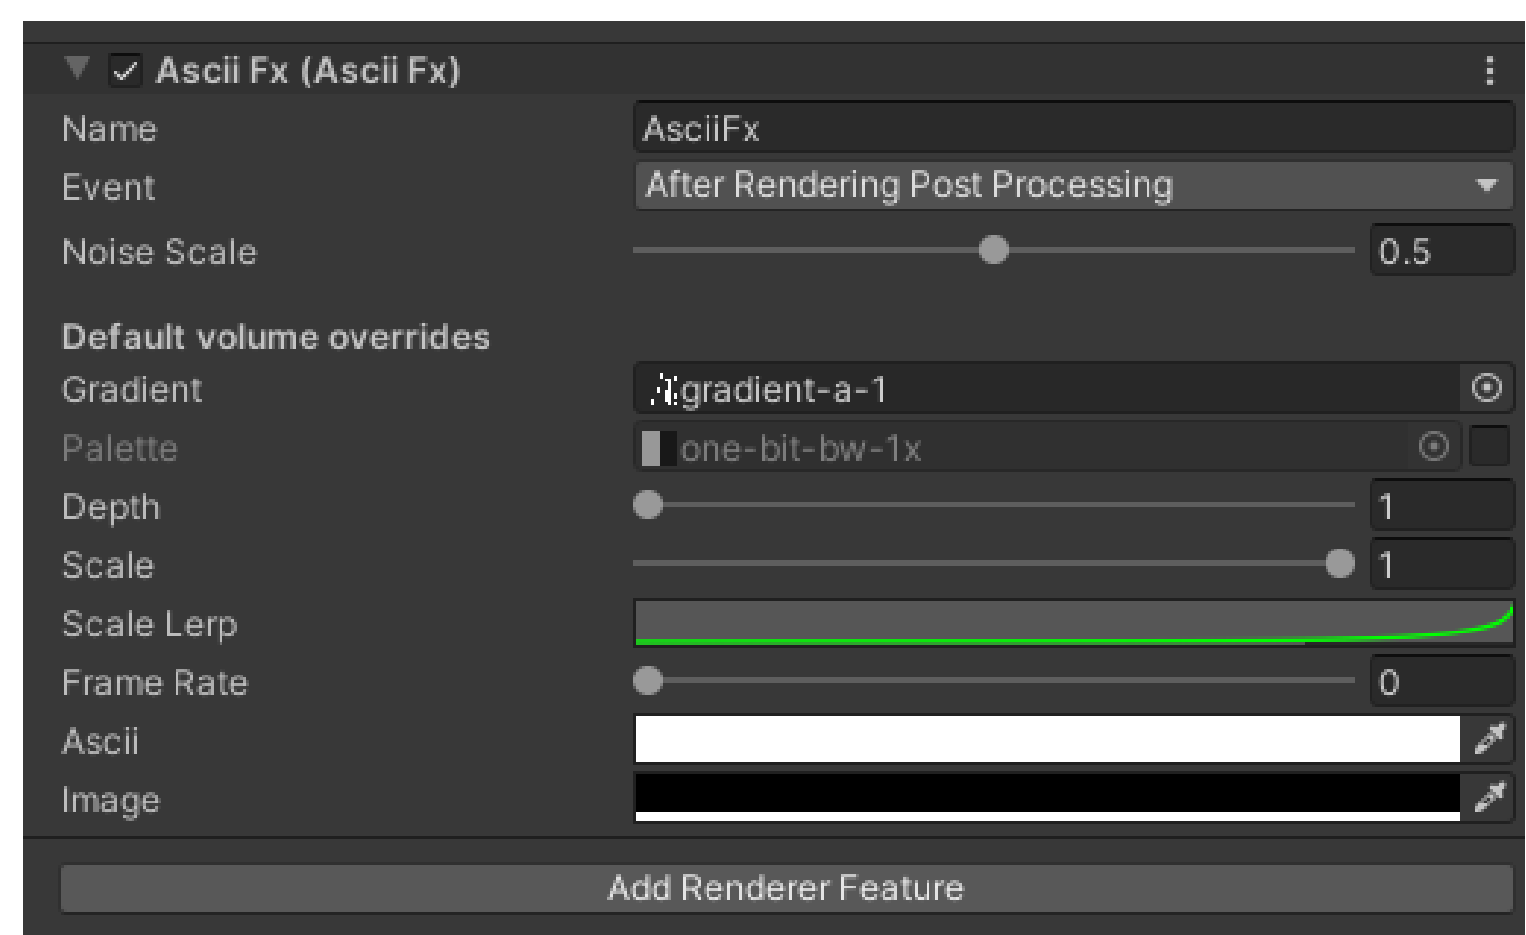 Ascii Fx (Ascii Fx)
Name AsciiFx
Event After Rendering Post Processing
Noise Scale 0.5
Default volume overrides
Gradient gradient-a-1
Palette one-bit-bw-1x
Depth 1
Scale 1
Scale Lerp
Frame Rate 0
Ascii
Image
Add Renderer Feature